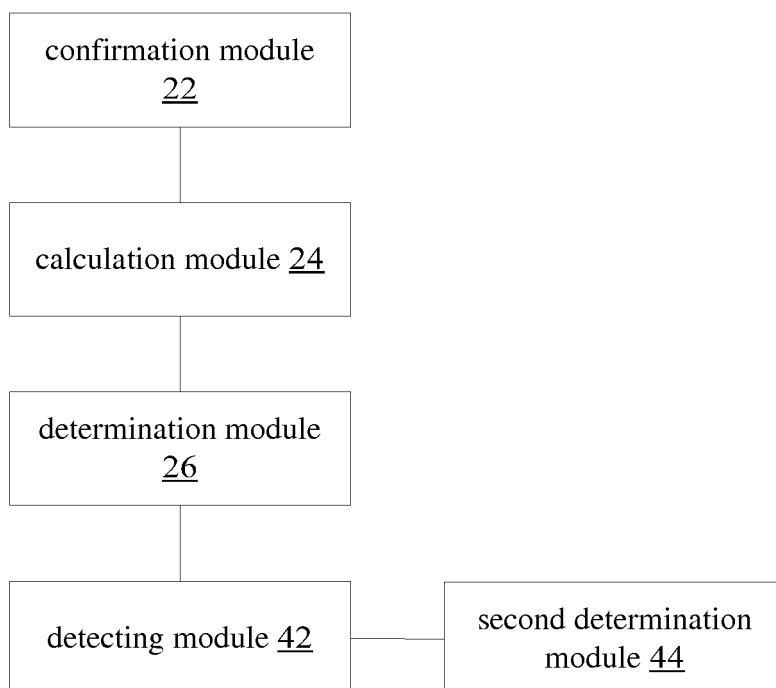 confirmation module
22
calculation module 24
determination module
26
detecting module 42
second determination
module 44